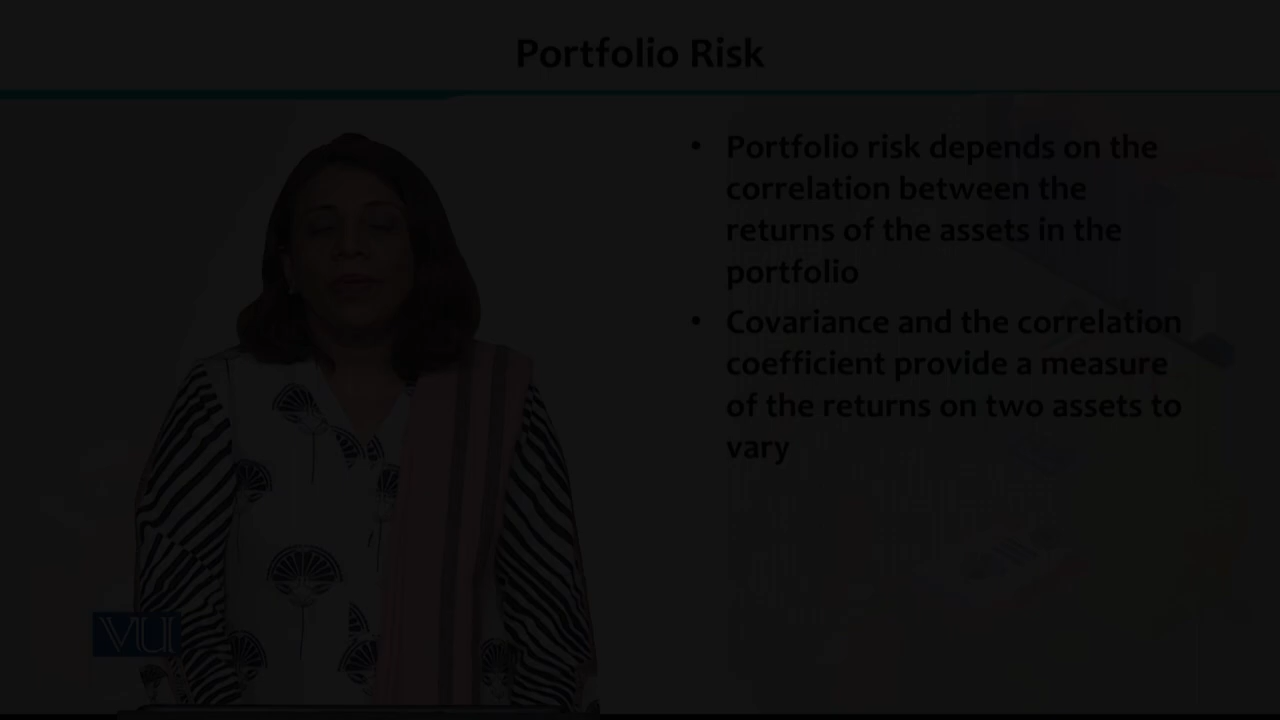 Portfolio Risk
• Portfolio risk depends on the
correlation between the
returns of the assets in the
portfolio
• Covariance and the correlation
coefficient provide a measure
of the returns on two assets to
vary
VU